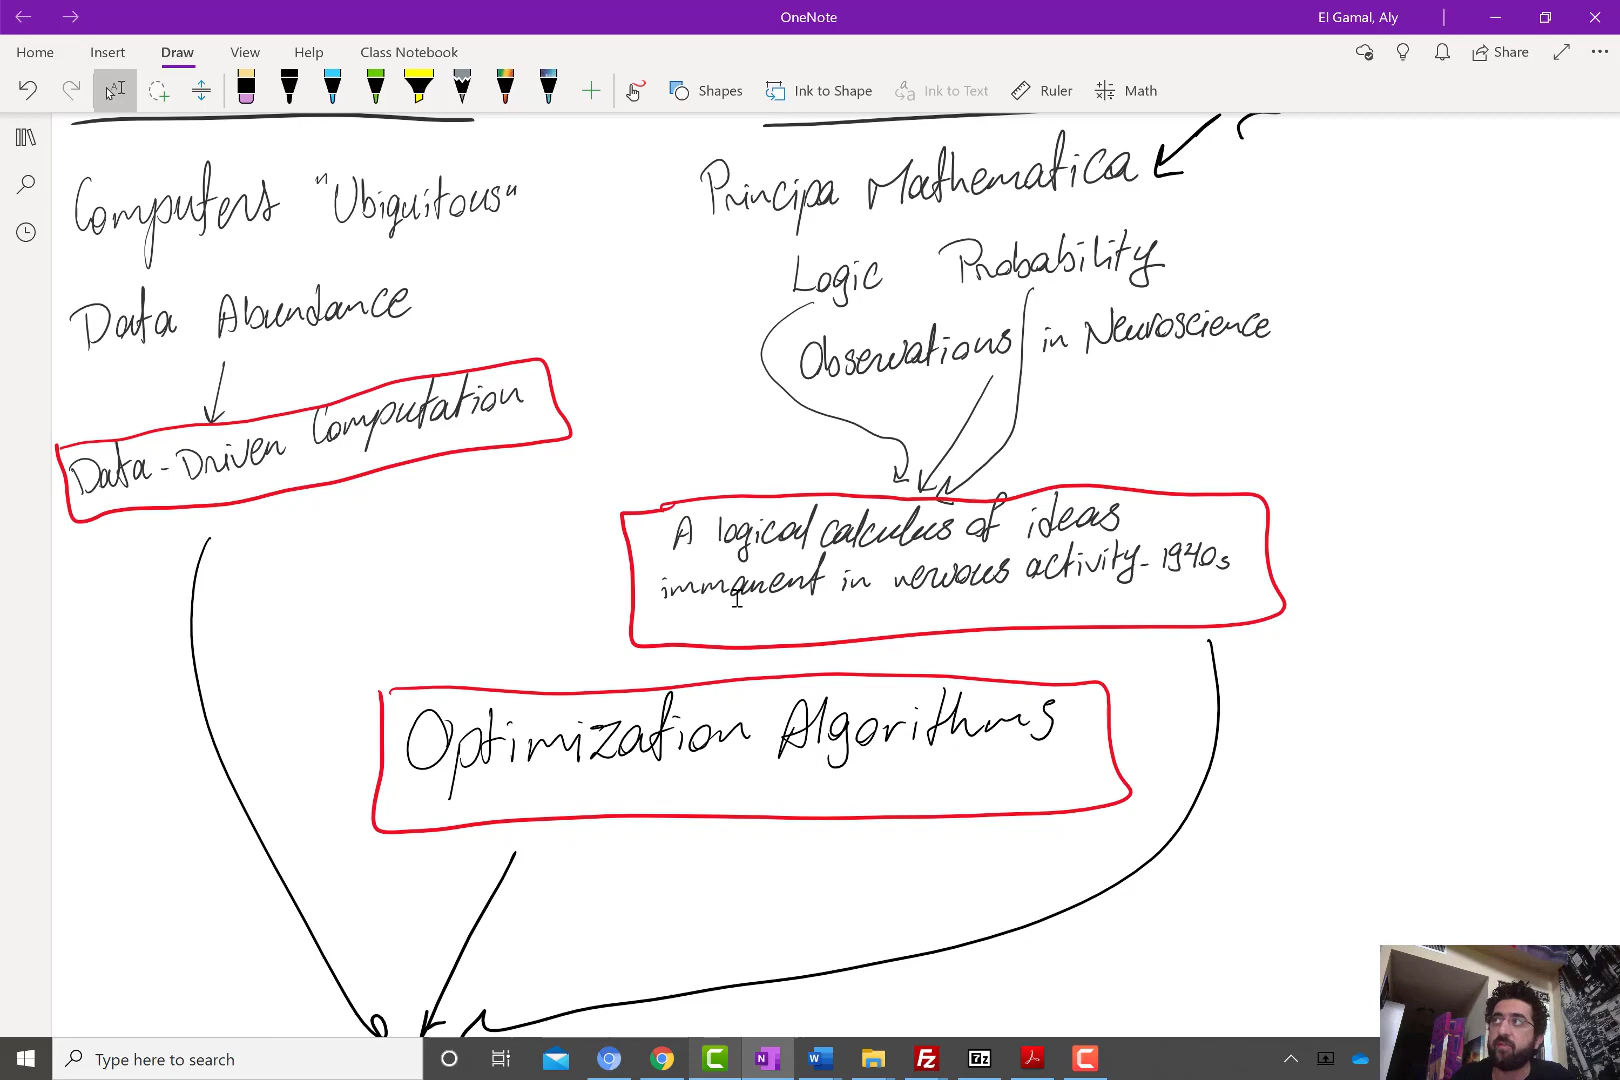 OneNote
El Gamal, Aly
Home Insert Draw View Help Class Notebook
Share
Shapes Ink to Shape Ink to Text Ruler Math
Computers "Ubiquitous"
Data Abundance
Data-Driven Computation
Principa Mathematica
Logic Probability
Observations in Neuroscience
A logical calculus of ideas
immanent in nervous activity - 1940s
Optimization Algorithms
Type here to search